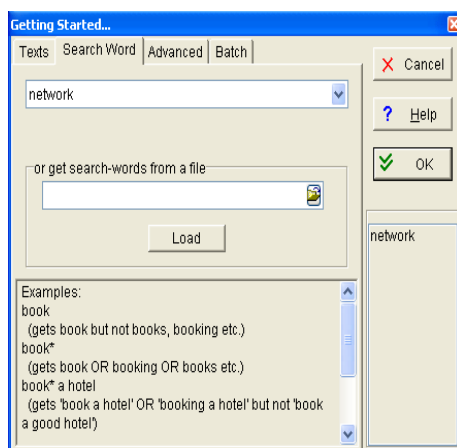 Getting Started...
Texts Search Word Advanced Batch
network
or get search-words from a file
Load
Examples:
book
(gets book but not books, booking etc.)
book*
(gets book OR booking OR books etc.)
book* a hotel
(gets 'book a hotel' OR 'booking a hotel' but not 'book
a good hotel')
Cancel
? Help
OK
network